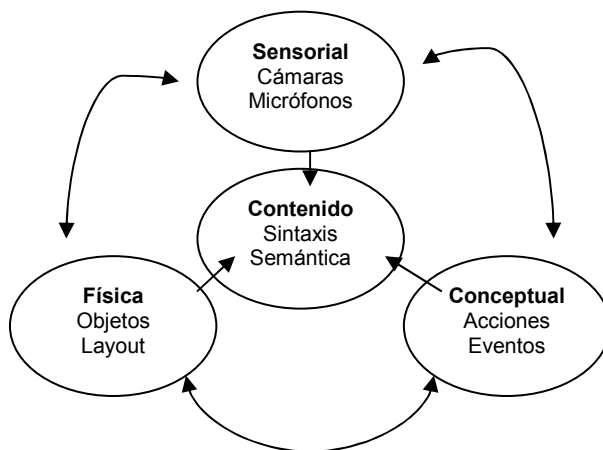 Sensorial
Cámaras
Micrófonos
Contenido
Sintaxis
Semántica
Física
Objetos
Layout
Conceptual
Acciones
Eventos